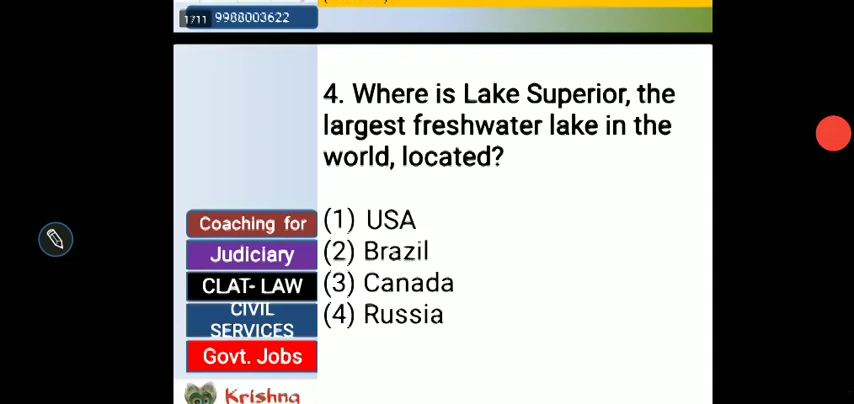 1711 9988003622
4. Where is Lake Superior, the
largest freshwater lake in the
world, located?
(1) USA
(2) Brazil
(3) Canada
(4) Russia
Coaching for
Judiciary
CLAT- LAW
CIVIL
SERVICES
Govt. Jobs
Krishna